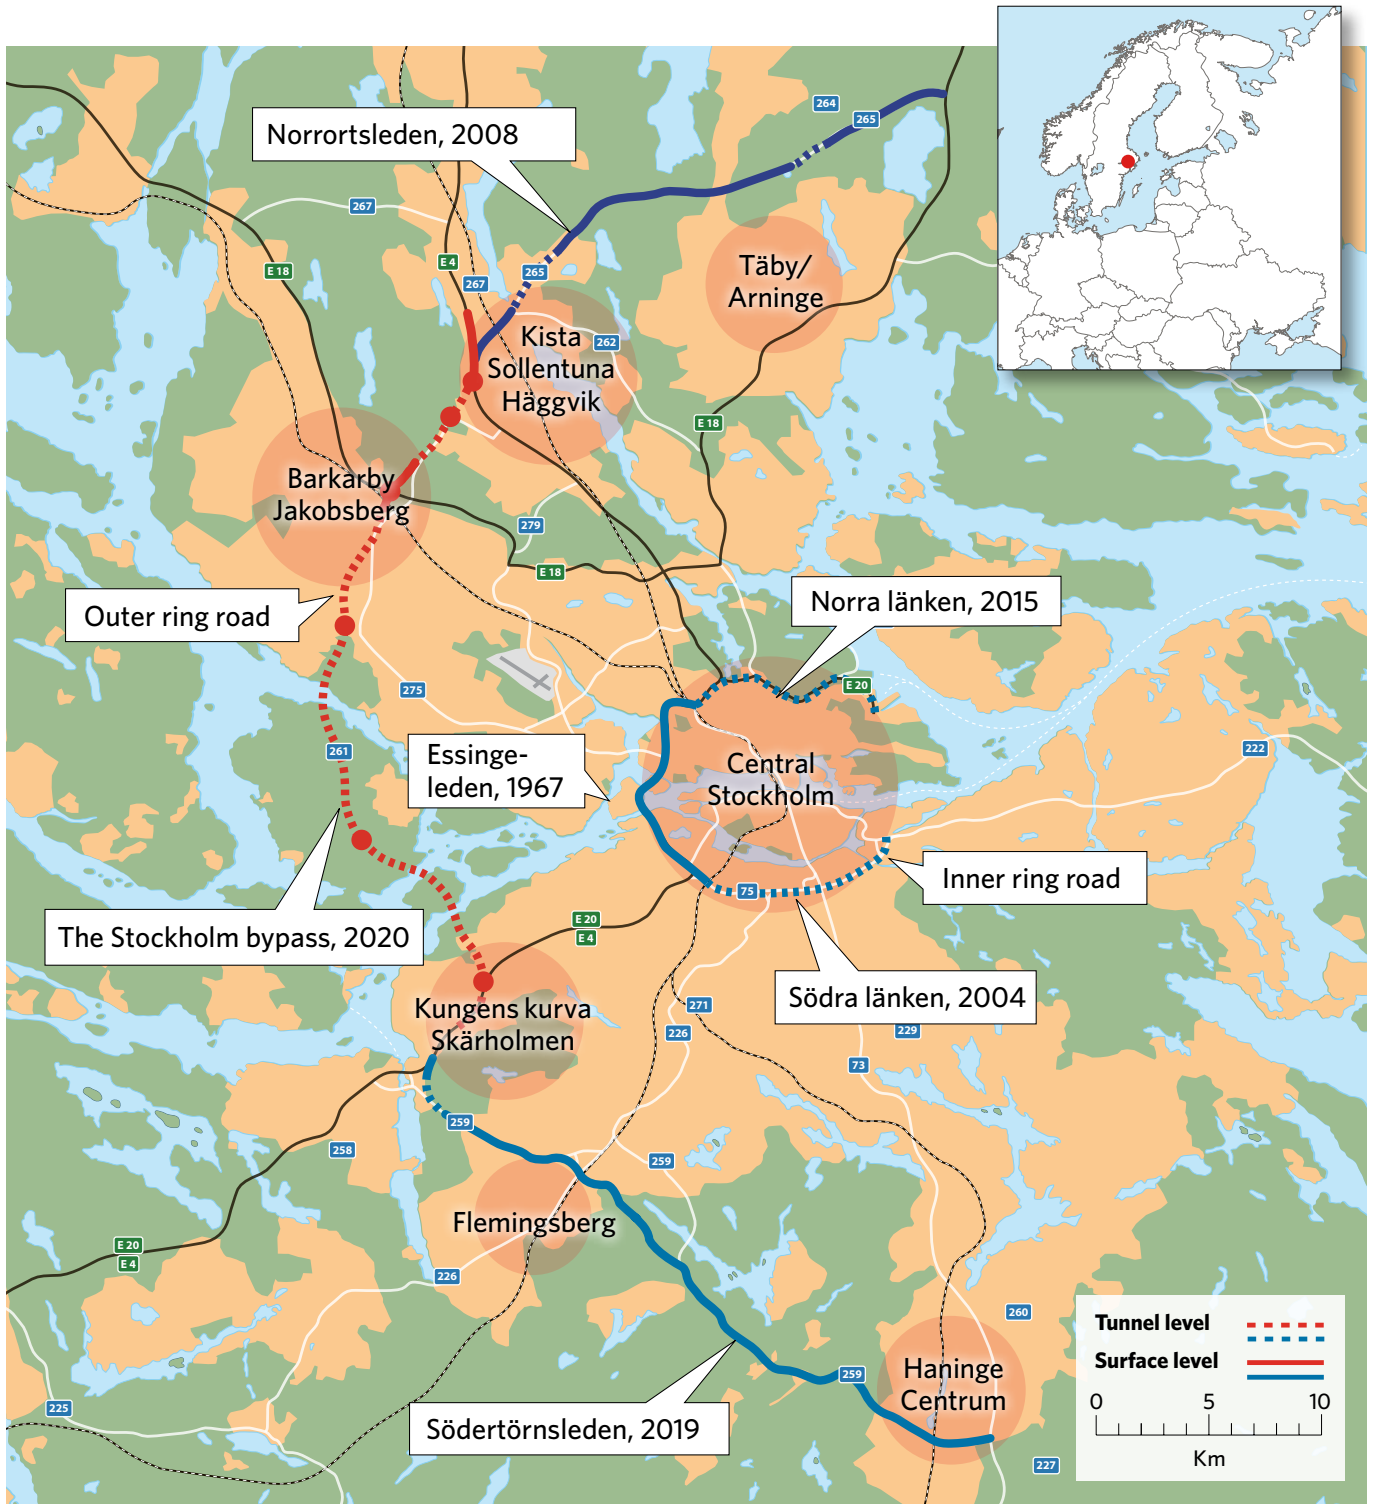 264
265
Norrortsleden, 2008
267
E 4
E 18
265
267
Täby/
Arninge
Kista
Sollentuna
Häggvik
262
E 18
Barkarby
Jakobsberg
279
E 18
Outer ring road
Norra länken, 2015
275
E 20
261
Essinge-
leden, 1967
222
Central
Stockholm
75
Inner ring road
E 20
E 4
The Stockholm bypass, 2020
Södra länken, 2004
Kungens kurva
Skärholmen
271
226
229
73
259
258
259
Flemingsberg
E 20
E 4
226
260
Tunnel level
Surface level
0 5 10
Km
259
Haninge
Centrum
225
Södertörnsleden, 2019
227